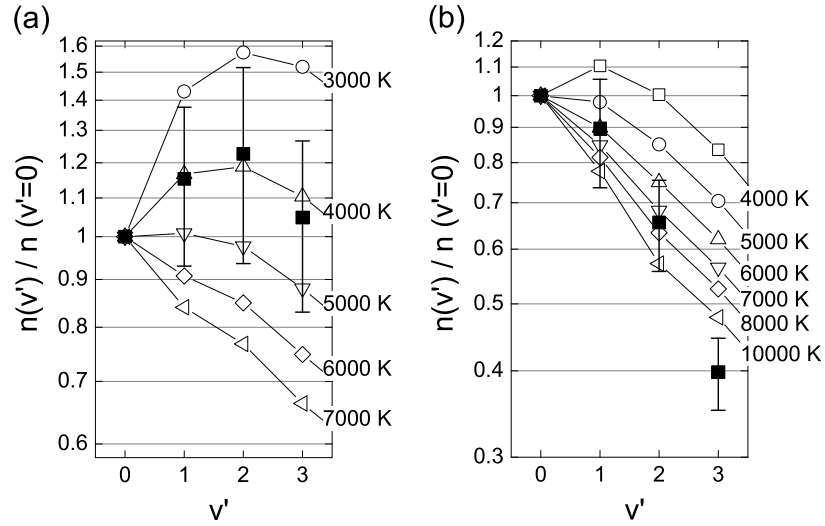 (a)
(b)
n(v') / n (v'=0)
1.6
1.5
1.4
1.3
1.2
1.1
1
0.9
0.8
0.7
0.6
3000 K
4000 K
5000 K
6000 K
7000 K
0 1 2 3
v'
n(v') / n (v'=0)
1.2
1.1
1
0.9
0.8
0.7
0.6
0.5
0.4
0.3
4000 K
5000 K
6000 K
7000 K
8000 K
10000 K
0 1 2 3
v'